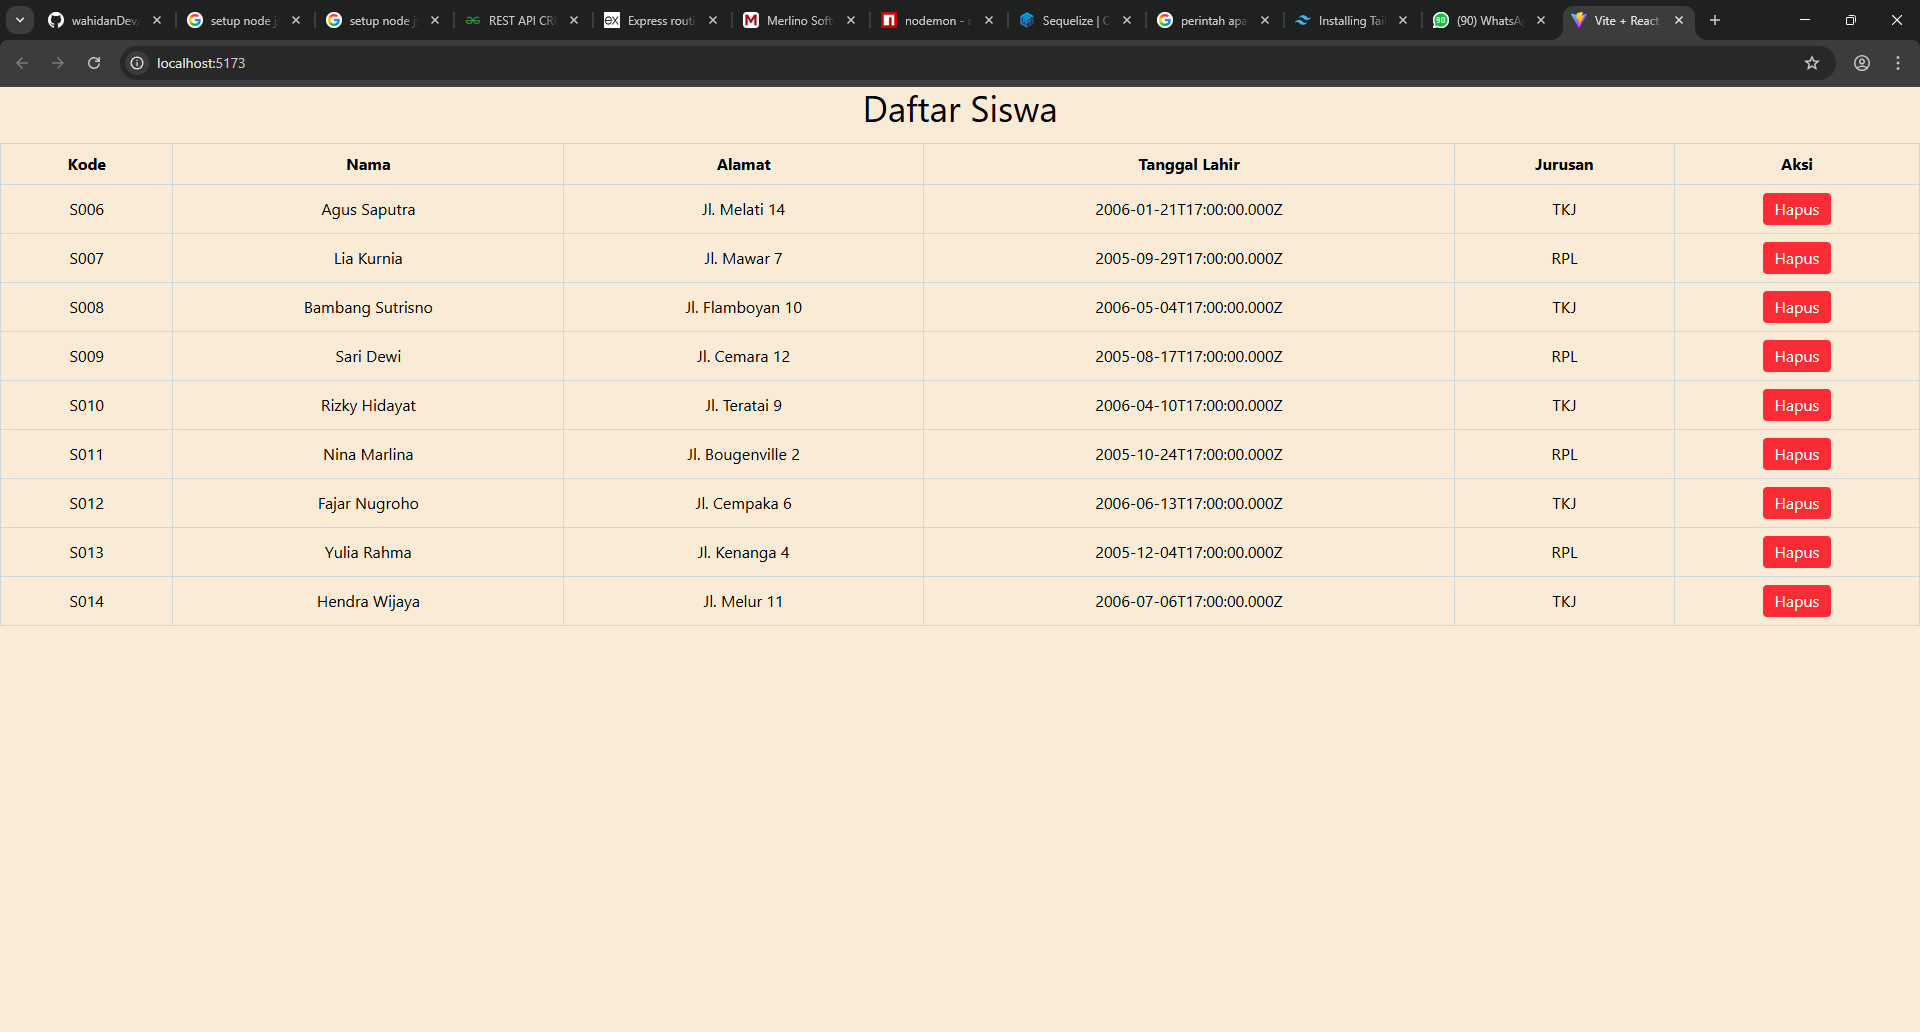 wahidanDev/
setup node j
setup node j
REST API CR
Express routi
Merlino Soft
nodemon - n
Sequelize | C
perintah apa
Installing Tai
(90) WhatsA
Vite + React
localhost:5173
Daftar Siswa
Kode Nama Alamat Tanggal Lahir Jurusan Aksi
S006 Agus Saputra Jl. Melati 14 2006-01-21T17:00:00.000Z TKJ Hapus
S007 Lia Kurnia Jl. Mawar 7 2005-09-29T17:00:00.000Z RPL Hapus
S008 Bambang Sutrisno Jl. Flamboyan 10 2006-05-04T17:00:00.000Z TKJ Hapus
S009 Sari Dewi Jl. Cemara 12 2005-08-17T17:00:00.000Z RPL Hapus
S010 Rizky Hidayat Jl. Teratai 9 2006-04-10T17:00:00.000Z TKJ Hapus
S011 Nina Marlina Jl. Bougenville 2 2005-10-24T17:00:00.000Z RPL Hapus
S012 Fajar Nugroho Jl. Cempaka 6 2006-06-13T17:00:00.000Z TKJ Hapus
S013 Yulia Rahma Jl. Kenanga 4 2005-12-04T17:00:00.000Z RPL Hapus
S014 Hendra Wijaya Jl. Melur 11 2006-07-06T17:00:00.000Z TKJ Hapus